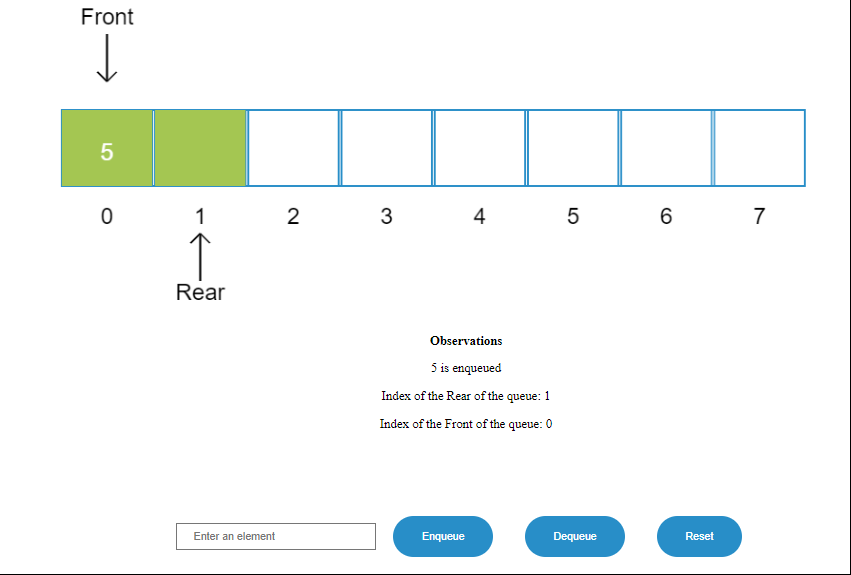 Front
5
0 1 2 3 4 5 6 7
Rear
Observations
5 is enqueued
Index of the Rear of the queue: 1
Index of the Front of the queue: 0
Enter an element Enqueue Dequeue Reset